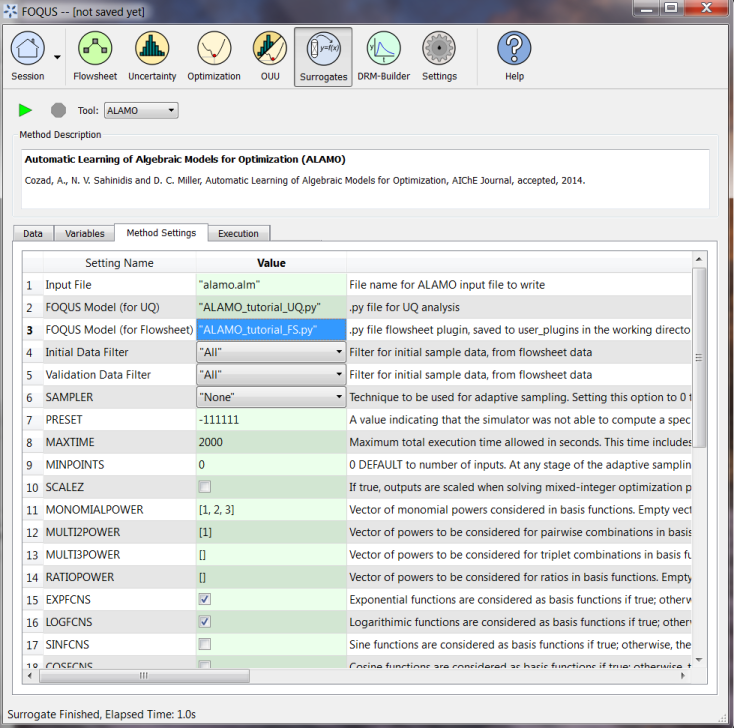 FOQUS -- [not saved yet]
Session Flowsheet Uncertainty Optimization OUU Surrogates DRM-Builder Settings Help
Tool: ALAMO
Method Description
Automatic Learning of Algebraic Models for Optimization (ALAMO)
Cozad, A., N. V. Sahinidis and D. C. Miller, Automatic Learning of Algebraic Models for Optimization, AIChE Journal, accepted, 2014.
Data Variables Method Settings Execution
Setting Name Value
1 Input File "alamo.alm" File name for ALAMO input file to write
2 FOQUS Model (for UQ) "ALAMO_tutorial_UQ.py" .py file for UQ analysis
3 FOQUS Model (for Flowsheet) "ALAMO_tutorial_FS.py" .py file flowsheet plugin, saved to user_plugins in the working directo
4 Initial Data Filter "All" Filter for initial sample data, from flowsheet data
5 Validation Data Filter "All" Filter for initial sample data, from flowsheet data
6 SAMPLER "None" Technique to be used for adaptive sampling. Setting this option to 0
7 PRESET -111111 A value indicating that the simulator was not able to compute a spec
8 MAXTIME 2000 Maximum total execution time allowed in seconds. This time includes
9 MINPOINTS 0 0 DEFAULT to number of inputs. At any stage of the adaptive samplin
10 SCALEZ If true, outputs are scaled when solving mixed-integer optimization p
11 MONOMIALPOWER [1, 2, 3] Vector of monomial powers considered in basis functions. Empty vect
12 MULTI2POWER [1] Vector of powers to be considered for pairwise combinations in basis
13 MULTI3POWER [] Vector of powers to be considered for triplet combinations in basis fu
14 RATIOPOWER [] Vector of powers to be considered for ratios in basis functions. Empty
15 EXPFCNS Exponential functions are considered as basis functions if true; otherw
16 LOGFCNS Logarithimic functions are considered as basis functions if true; other
17 SINFCNS Sine functions are considered as basis functions if true; otherwise, the
18 COSFCNS Cosine functions are considered as basis functions if true; otherwise, t
Surrogate Finished, Elapsed Time: 1.0s